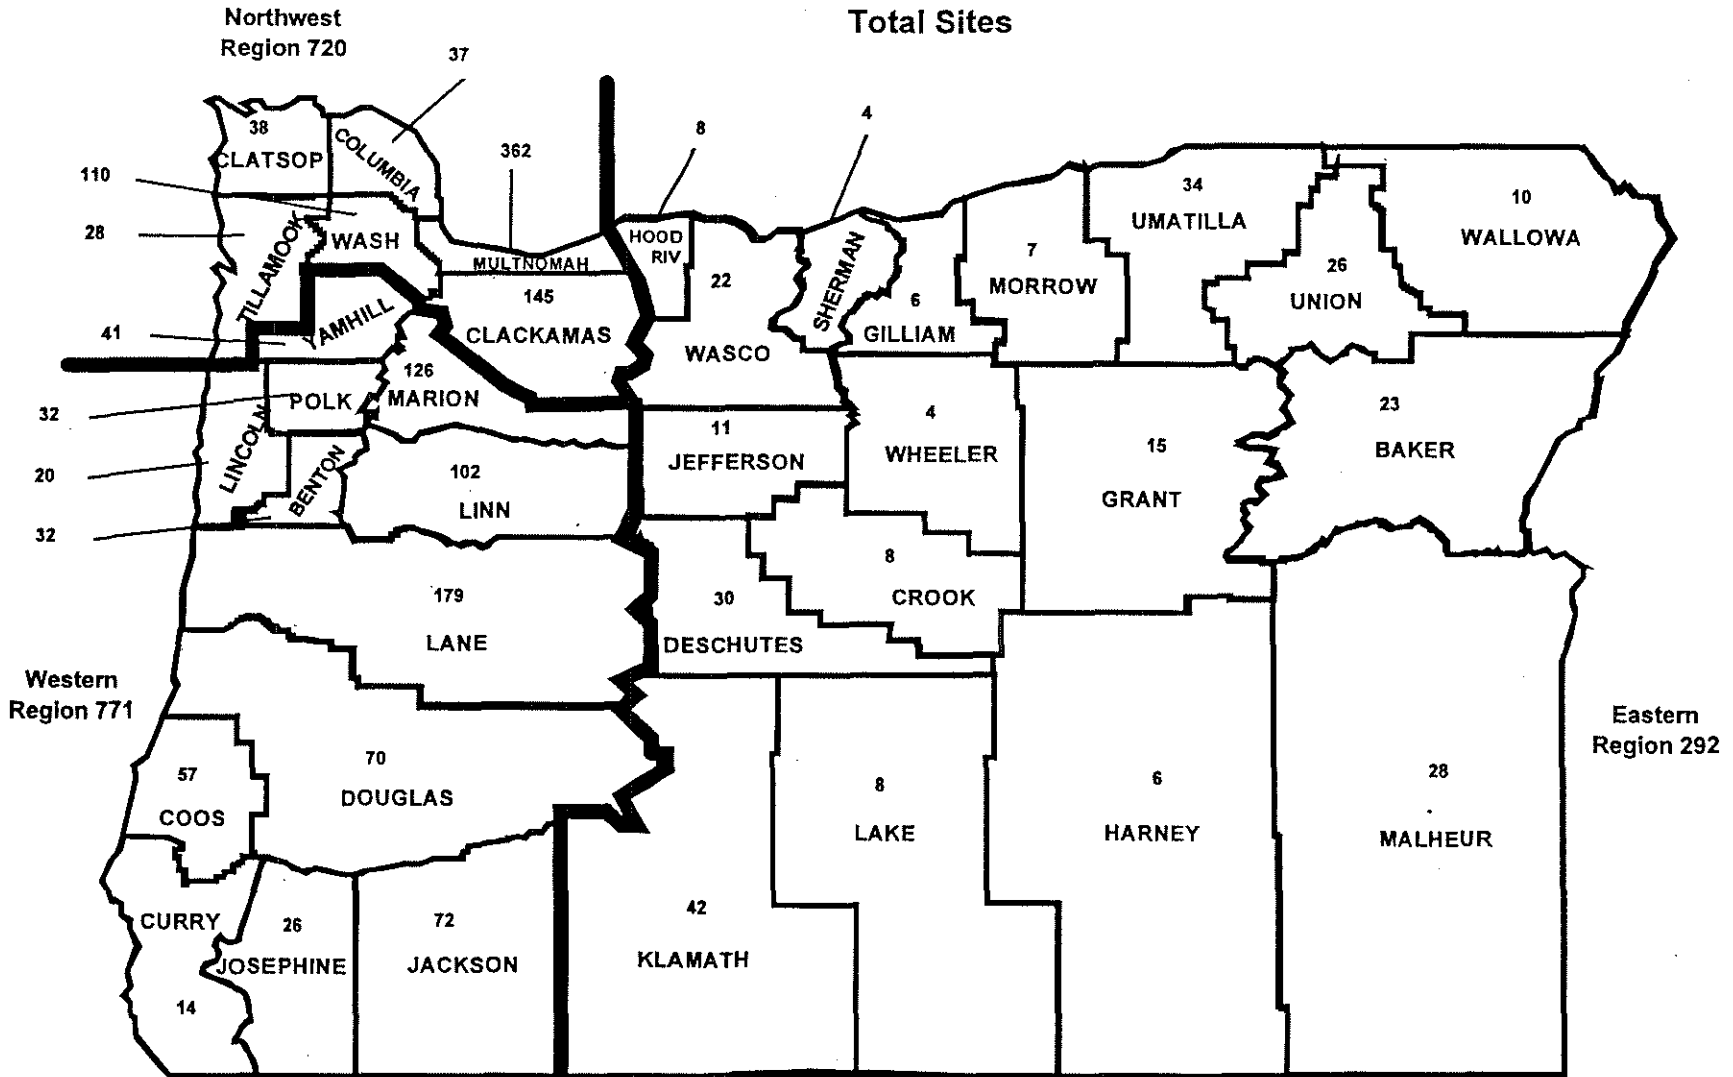 Total Sites
Northwest
Region 720
37
38
CLATSOP
COLUMBIA
362
8
4
110
28
WASH
TILLAMOOK
MULTNOMAH
HOOD
RIV
22
WASCO
SHERMAN
6
GILLIAM
7
MORROW
34
UMATILLA
26
UNION
10
WALLOWA
41
YAMHILL
145
CLACKAMAS
126
MARION
32
POLK
20
LINCOLN
32
BENTON
102
LINN
11
JEFFERSON
4
WHEELER
15
GRANT
23
BAKER
179
LANE
30
DESCHUTES
8
CROOK
Western
Region 771
Eastern
Region 292
57
COOS
70
DOUGLAS
8
LAKE
6
HARNEY
28
MALHEUR
CURRY
14
26
JOSEPHINE
72
JACKSON
42
KLAMATH